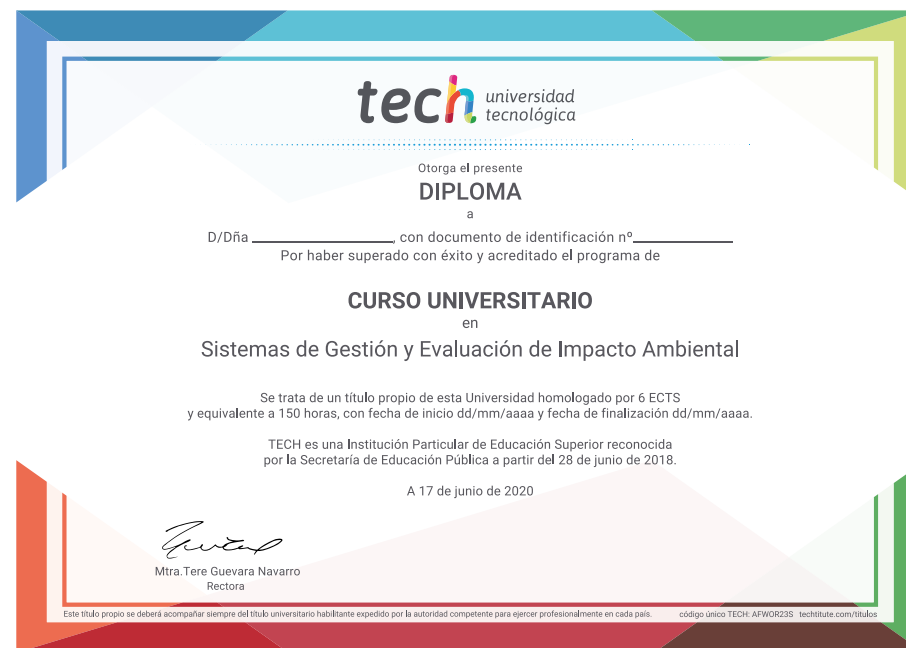 tech universidad
tecnológica
Otorga el presente
DIPLOMA
a
D/Dña ________________, con documento de identificación nº____________
Por haber superado con éxito y acreditado el programa de
CURSO UNIVERSITARIO
en
Sistemas de Gestión y Evaluación de Impacto Ambiental
Se trata de un título propio de esta Universidad homologado por 6 ECTS
y equivalente a 150 horas, con fecha de inicio dd/mm/aaaa y fecha de finalización dd/mm/aaaa.
TECH es una Institución Particular de Educación Superior reconocida
por la Secretaría de Educación Pública a partir del 28 de junio de 2018.
A 17 de junio de 2020
Mtra.Tere Guevara Navarro
Rectora
Este título propio se deberá acompañar siempre del título universitario habilitante expedido por la autoridad competente para ejercer profesionalmente en cada país. código único TECH: AFWOR23S techtitute.com/títulos